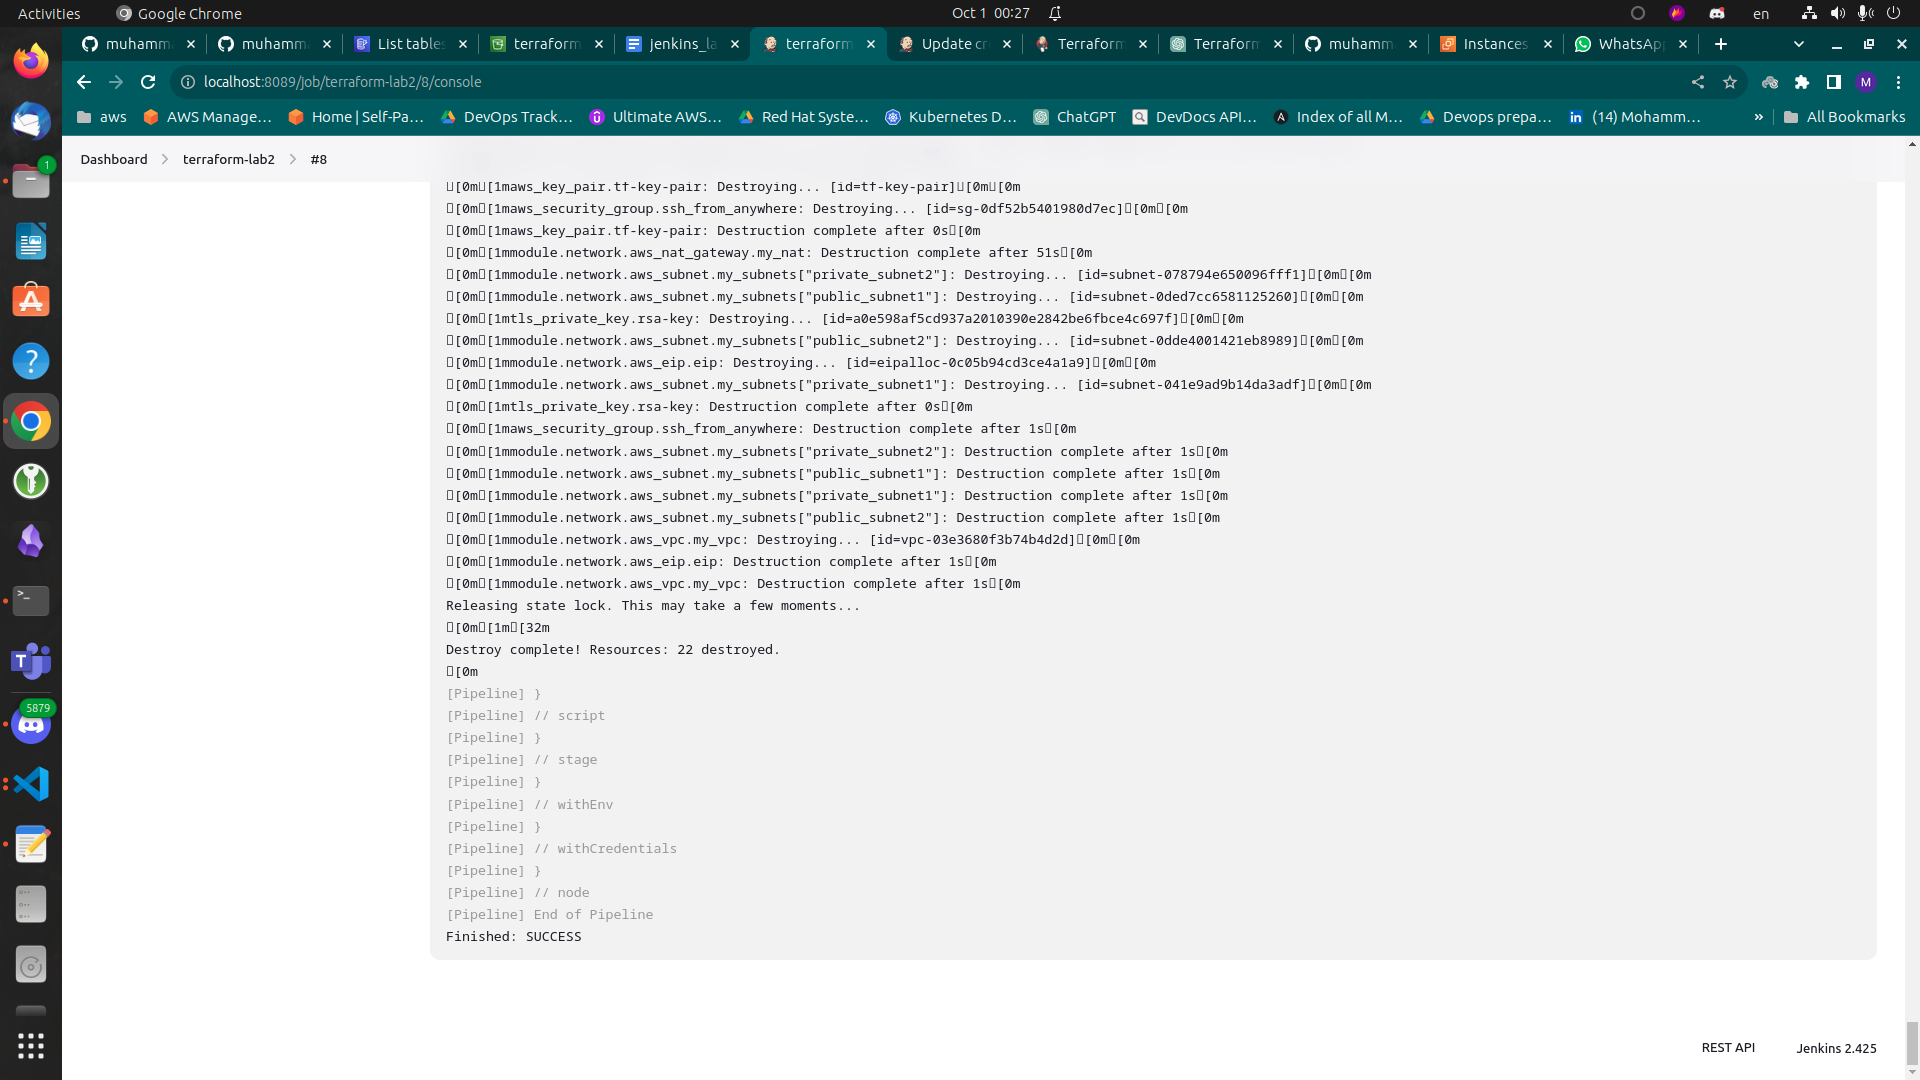 Activities
Google Chrome
Oct 1 00:27
en
muhamma
muhamma
List tables
terraform
jenkins_la
terraform
Update cr
Terraform
Terraform
muhamma
Instances
WhatsApp
localhost:8089/job/terraform-lab2/8/console
M
aws
AWS Manage…
Home | Self-Pa…
DevOps Track…
Ultimate AWS…
Red Hat Syste…
Kubernetes D…
ChatGPT
DevDocs API…
Index of all M…
Devops prepa…
(14) Mohamm…
»
All Bookmarks
Dashboard
terraform-lab2
#8
[0m[1maws_key_pair.tf-key-pair: Destroying... [id=tf-key-pair][0m[0m
[0m[1maws_security_group.ssh_from_anywhere: Destroying... [id=sg-0df52b5401980d7ec][0m[0m
[0m[1maws_key_pair.tf-key-pair: Destruction complete after 0s[0m
[0m[1mmodule.network.aws_nat_gateway.my_nat: Destruction complete after 51s[0m
[0m[1mmodule.network.aws_subnet.my_subnets["private_subnet2"]: Destroying... [id=subnet-078794e650096fff1][0m[0m
[0m[1mmodule.network.aws_subnet.my_subnets["public_subnet1"]: Destroying... [id=subnet-0ded7cc6581125260][0m[0m
[0m[1mtls_private_key.rsa-key: Destroying... [id=a0e598af5cd937a2010390e2842be6fbce4c697f][0m[0m
[0m[1mmodule.network.aws_subnet.my_subnets["public_subnet2"]: Destroying... [id=subnet-0dde4001421eb8989][0m[0m
[0m[1mmodule.network.aws_eip.eip: Destroying... [id=eipalloc-0c05b94cd3ce4a1a9][0m[0m
[0m[1mmodule.network.aws_subnet.my_subnets["private_subnet1"]: Destroying... [id=subnet-041e9ad9b14da3adf][0m[0m
[0m[1mtls_private_key.rsa-key: Destruction complete after 0s[0m
[0m[1maws_security_group.ssh_from_anywhere: Destruction complete after 1s[0m
[0m[1mmodule.network.aws_subnet.my_subnets["private_subnet2"]: Destruction complete after 1s[0m
[0m[1mmodule.network.aws_subnet.my_subnets["public_subnet1"]: Destruction complete after 1s[0m
[0m[1mmodule.network.aws_subnet.my_subnets["private_subnet1"]: Destruction complete after 1s[0m
[0m[1mmodule.network.aws_subnet.my_subnets["public_subnet2"]: Destruction complete after 1s[0m
[0m[1mmodule.network.aws_vpc.my_vpc: Destroying... [id=vpc-03e3680f3b74b4d2d][0m[0m
[0m[1mmodule.network.aws_eip.eip: Destruction complete after 1s[0m
[0m[1mmodule.network.aws_vpc.my_vpc: Destruction complete after 1s[0m
Releasing state lock. This may take a few moments...
[0m[1m[32m
Destroy complete! Resources: 22 destroyed.
[0m
[Pipeline] }
[Pipeline] // script
[Pipeline] }
[Pipeline] // stage
[Pipeline] }
[Pipeline] // withEnv
[Pipeline] }
[Pipeline] // withCredentials
[Pipeline] }
[Pipeline] // node
[Pipeline] End of Pipeline
Finished: SUCCESS
REST API
Jenkins 2.425
1
5879